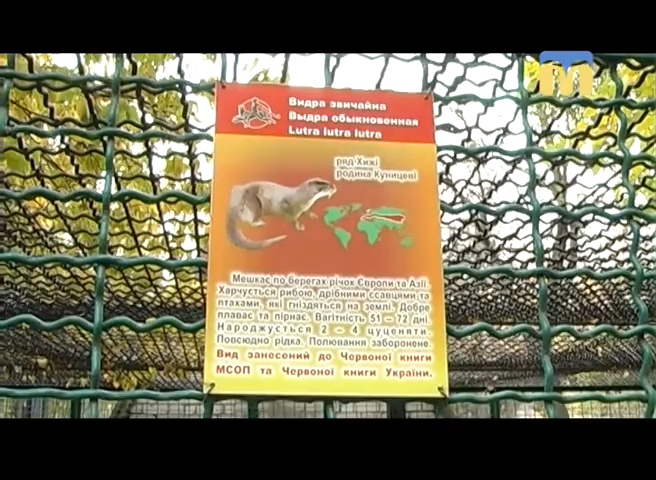 М
Видра звичайна
Выдра обыкновенная
Lutra lutra lutra
ряд Хижі
родина Куницеві
Мешкає по берегах річок Європи та Азії.
Харчується рибою, дрібними ссавцями та
птахами, які гніздяться на землі. Добре
плаває та пірнає. Вагітність 51 – 72 дні.
Народжується 2 – 4 цуценяти.
Повсюдно рідка. Полювання заборонене.
Вид занесений до Червоної книги
МСОП та Червоної книги України.